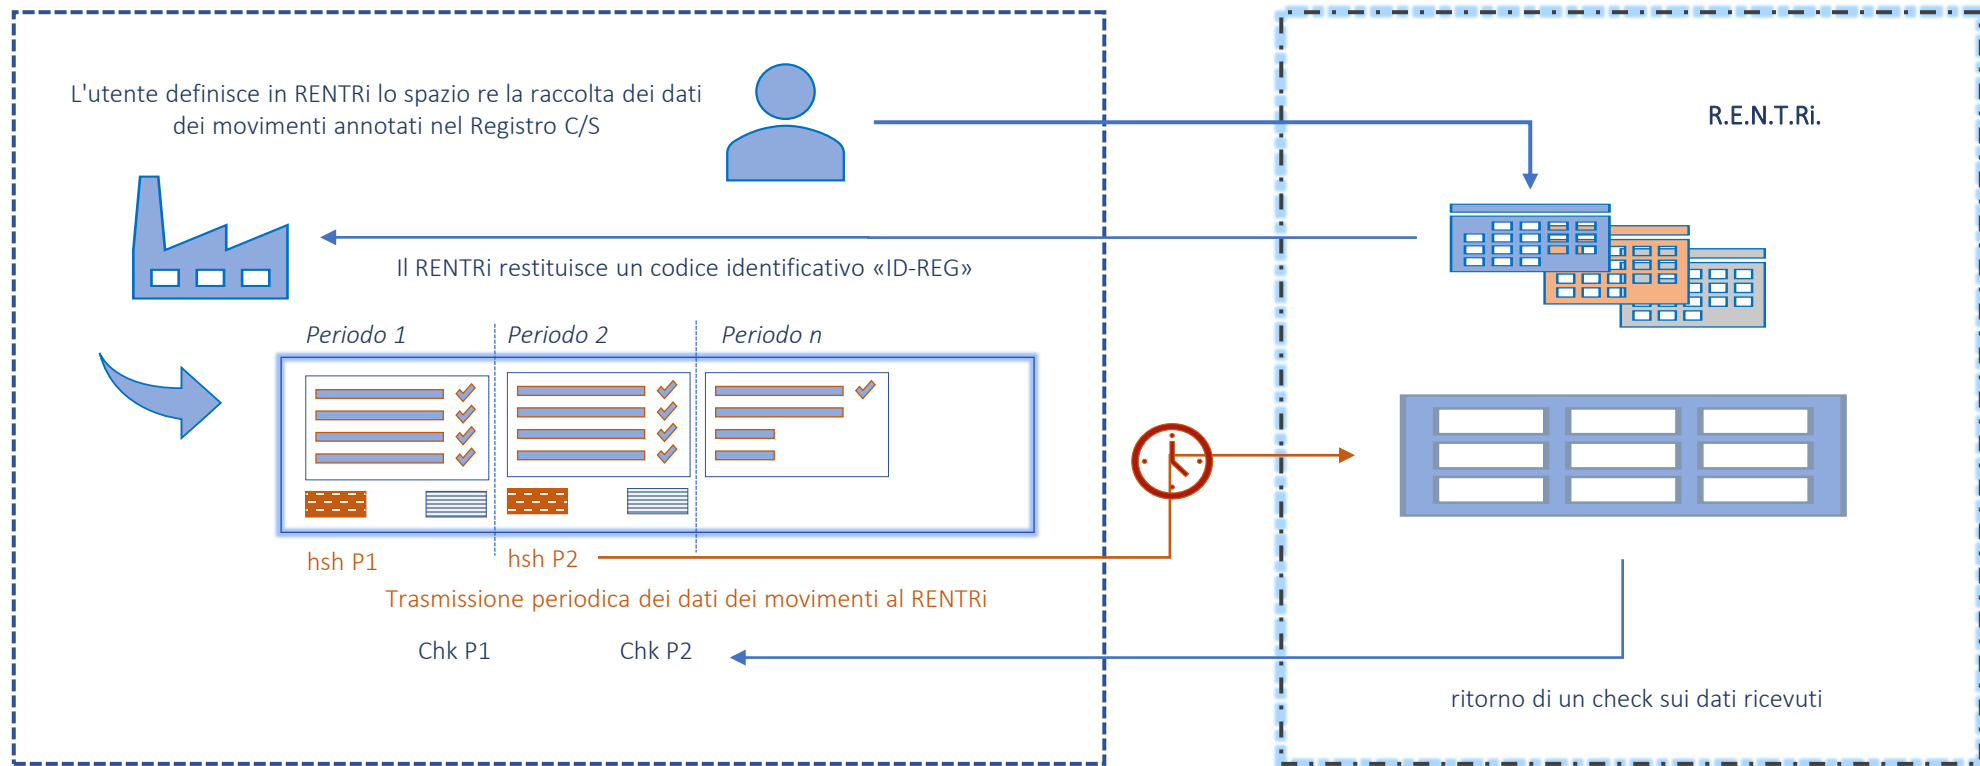 L'utente definisce in RENTRi lo spazio re la raccolta dei dati
dei movimenti annotati nel Registro C/S
R.E.N.T.Ri.
Il RENTRi restituisce un codice identificativo «ID-REG»
Periodo 1
Periodo 2
Periodo n
hsh P1
hsh P2
Trasmissione periodica dei dati dei movimenti al RENTRi
Chk P1
Chk P2
ritorno di un check sui dati ricevuti